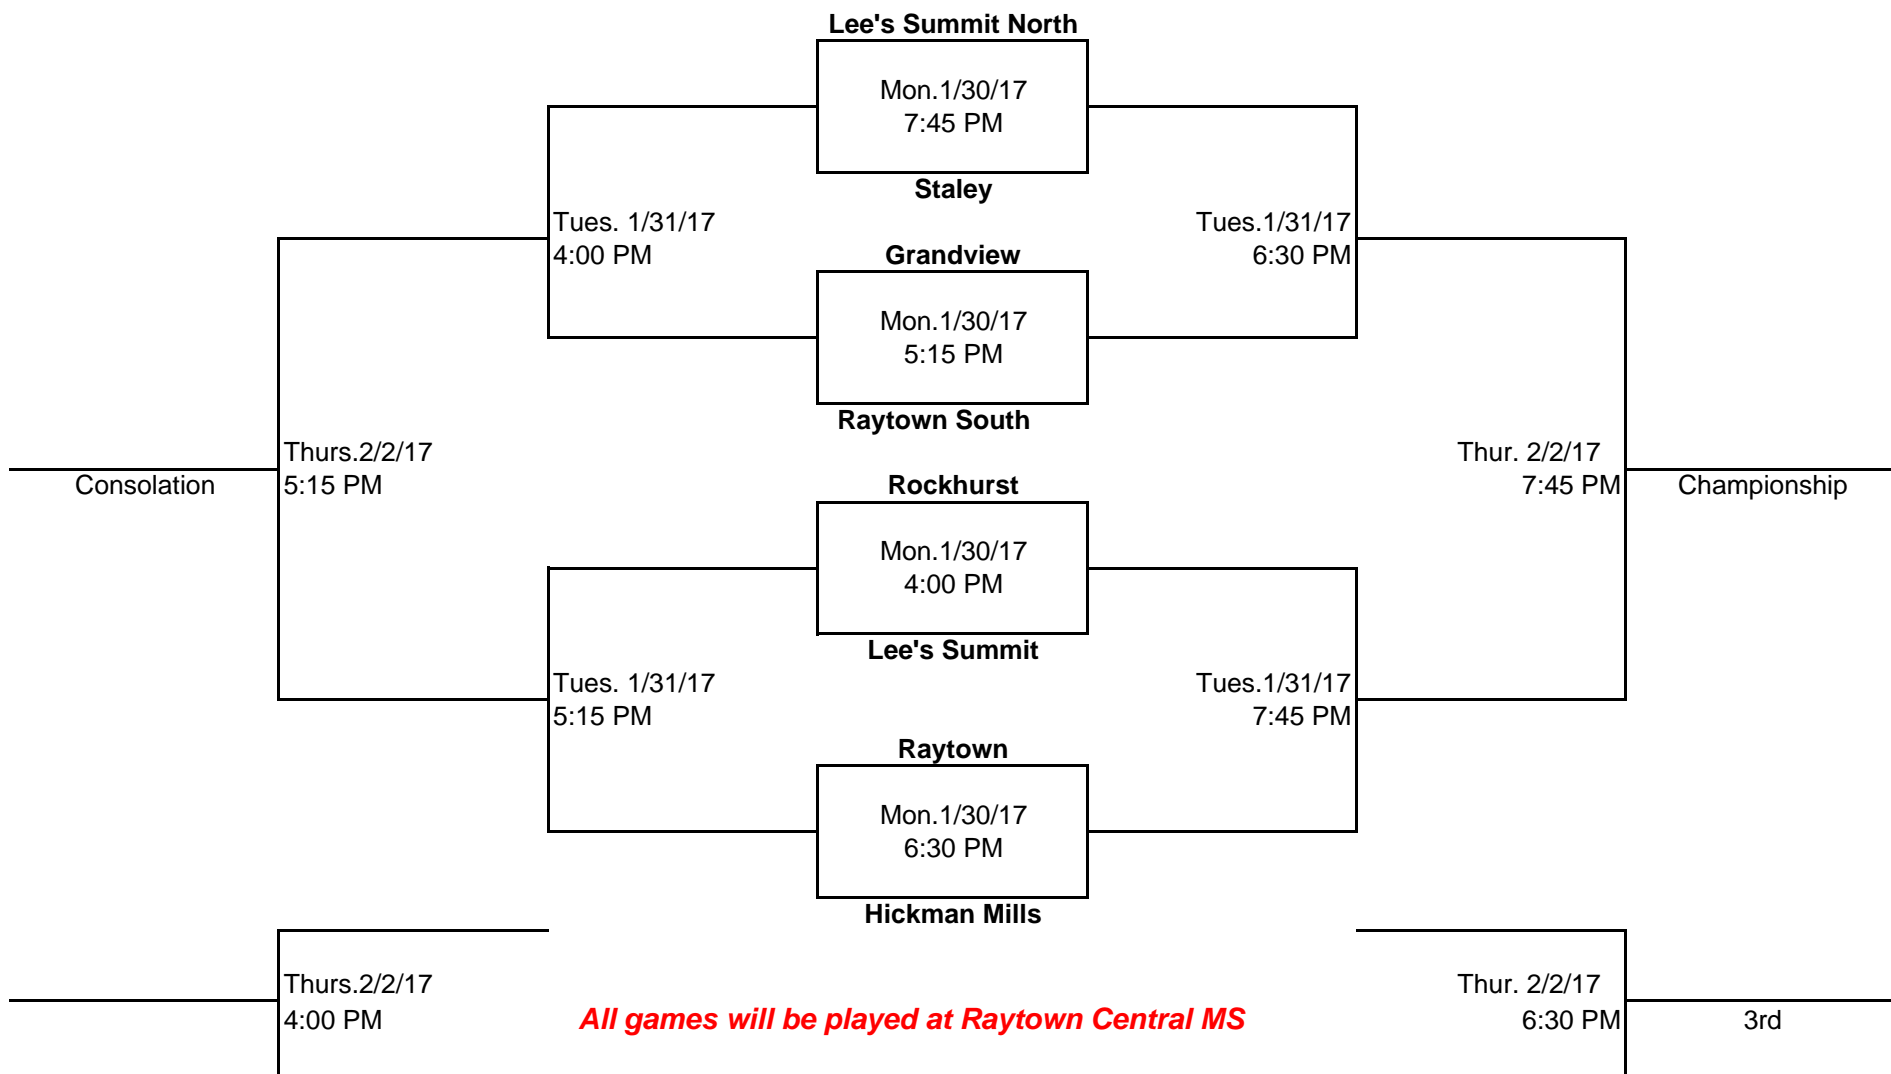 Lee's Summit North
Mon.1/30/17
7:45 PM
Staley
Tues. 1/31/17
4:00 PM
Tues.1/31/17
6:30 PM
Grandview
Mon.1/30/17
5:15 PM
Raytown South
Thurs.2/2/17
5:15 PM
Consolation
Thur. 2/2/17
7:45 PM
Championship
Rockhurst
Mon.1/30/17
4:00 PM
Lee's Summit
Tues. 1/31/17
5:15 PM
Tues.1/31/17
7:45 PM
Raytown
Mon.1/30/17
6:30 PM
Hickman Mills
Thurs.2/2/17
4:00 PM
All games will be played at Raytown Central MS
Thur. 2/2/17
6:30 PM
3rd